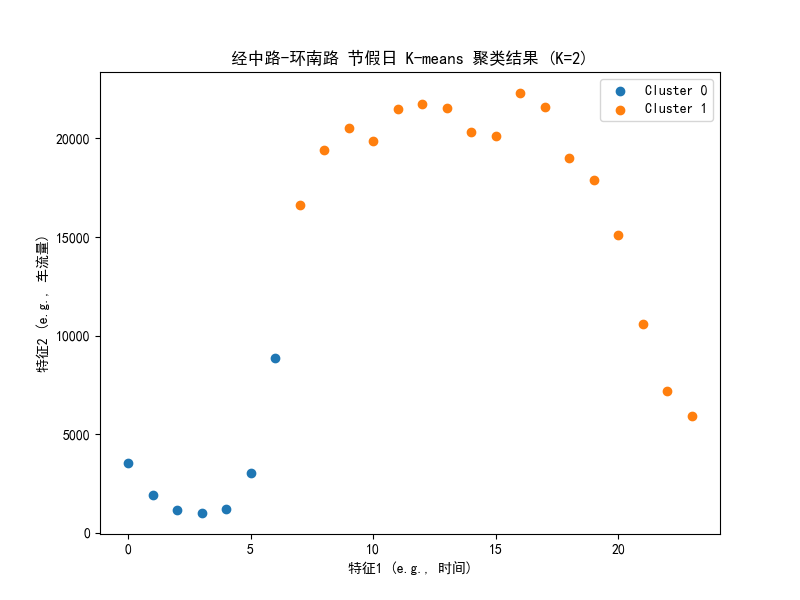 经中路-环南路 节假日 K-means 聚类结果 (K=2)
Cluster 0
Cluster 1
20000
15000
10000
5000
0
特征2 (e.g., 车流量)
0 5 10 15 20
特征1 (e.g., 时间)